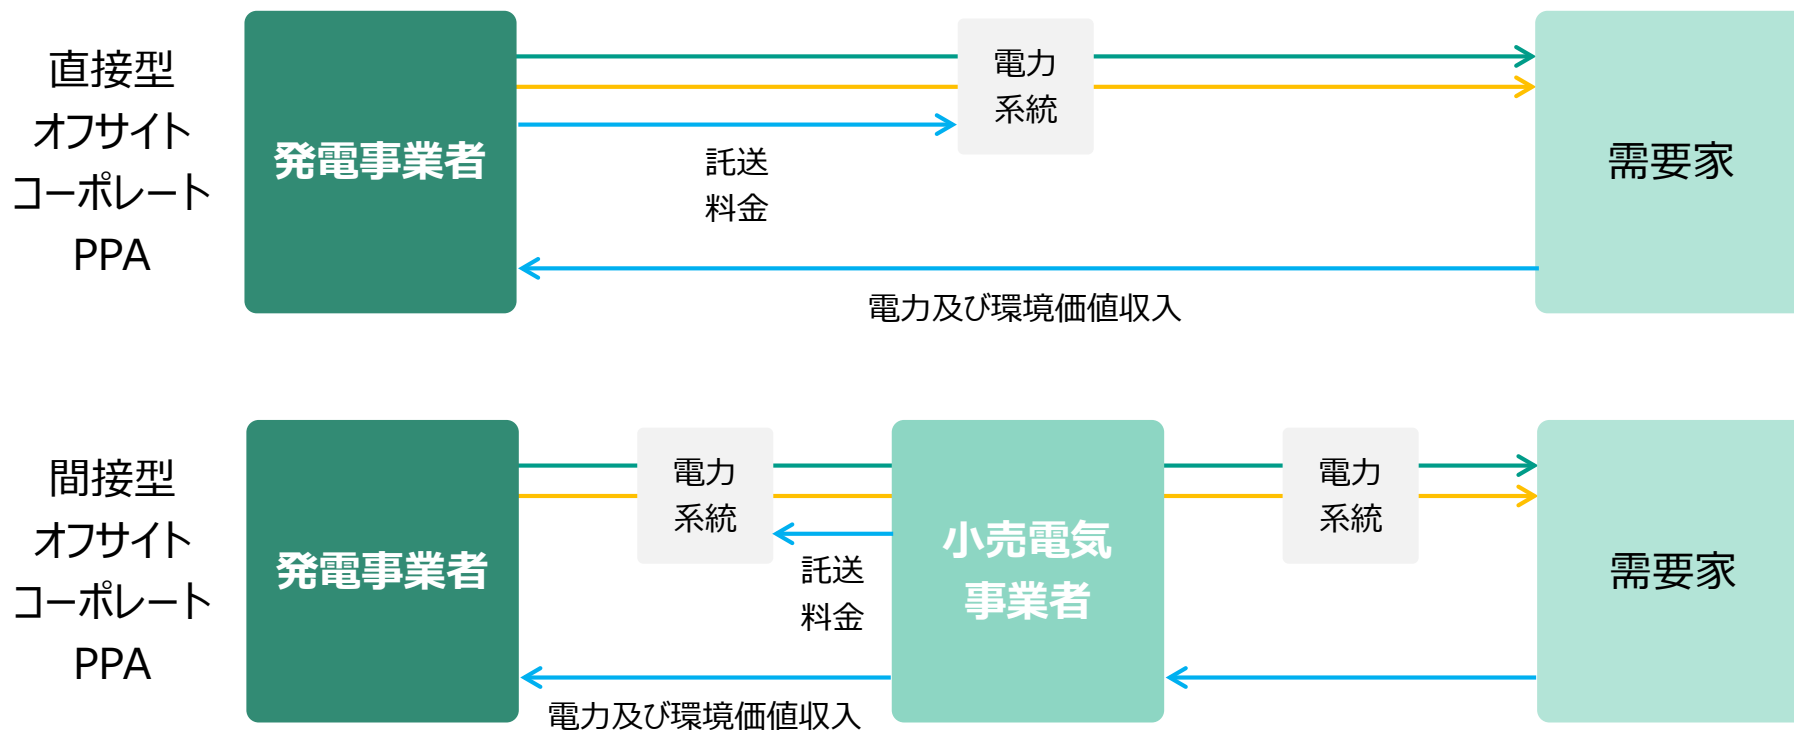 直接型
オフサイト
コーポレート
PPA
発電事業者
電力
系統
託送
料金
需要家
電力及び環境価値収入
間接型
オフサイト
コーポレート
PPA
発電事業者
電力
系統
託送
料金
小売電気
事業者
電力
系統
需要家
電力及び環境価値収入